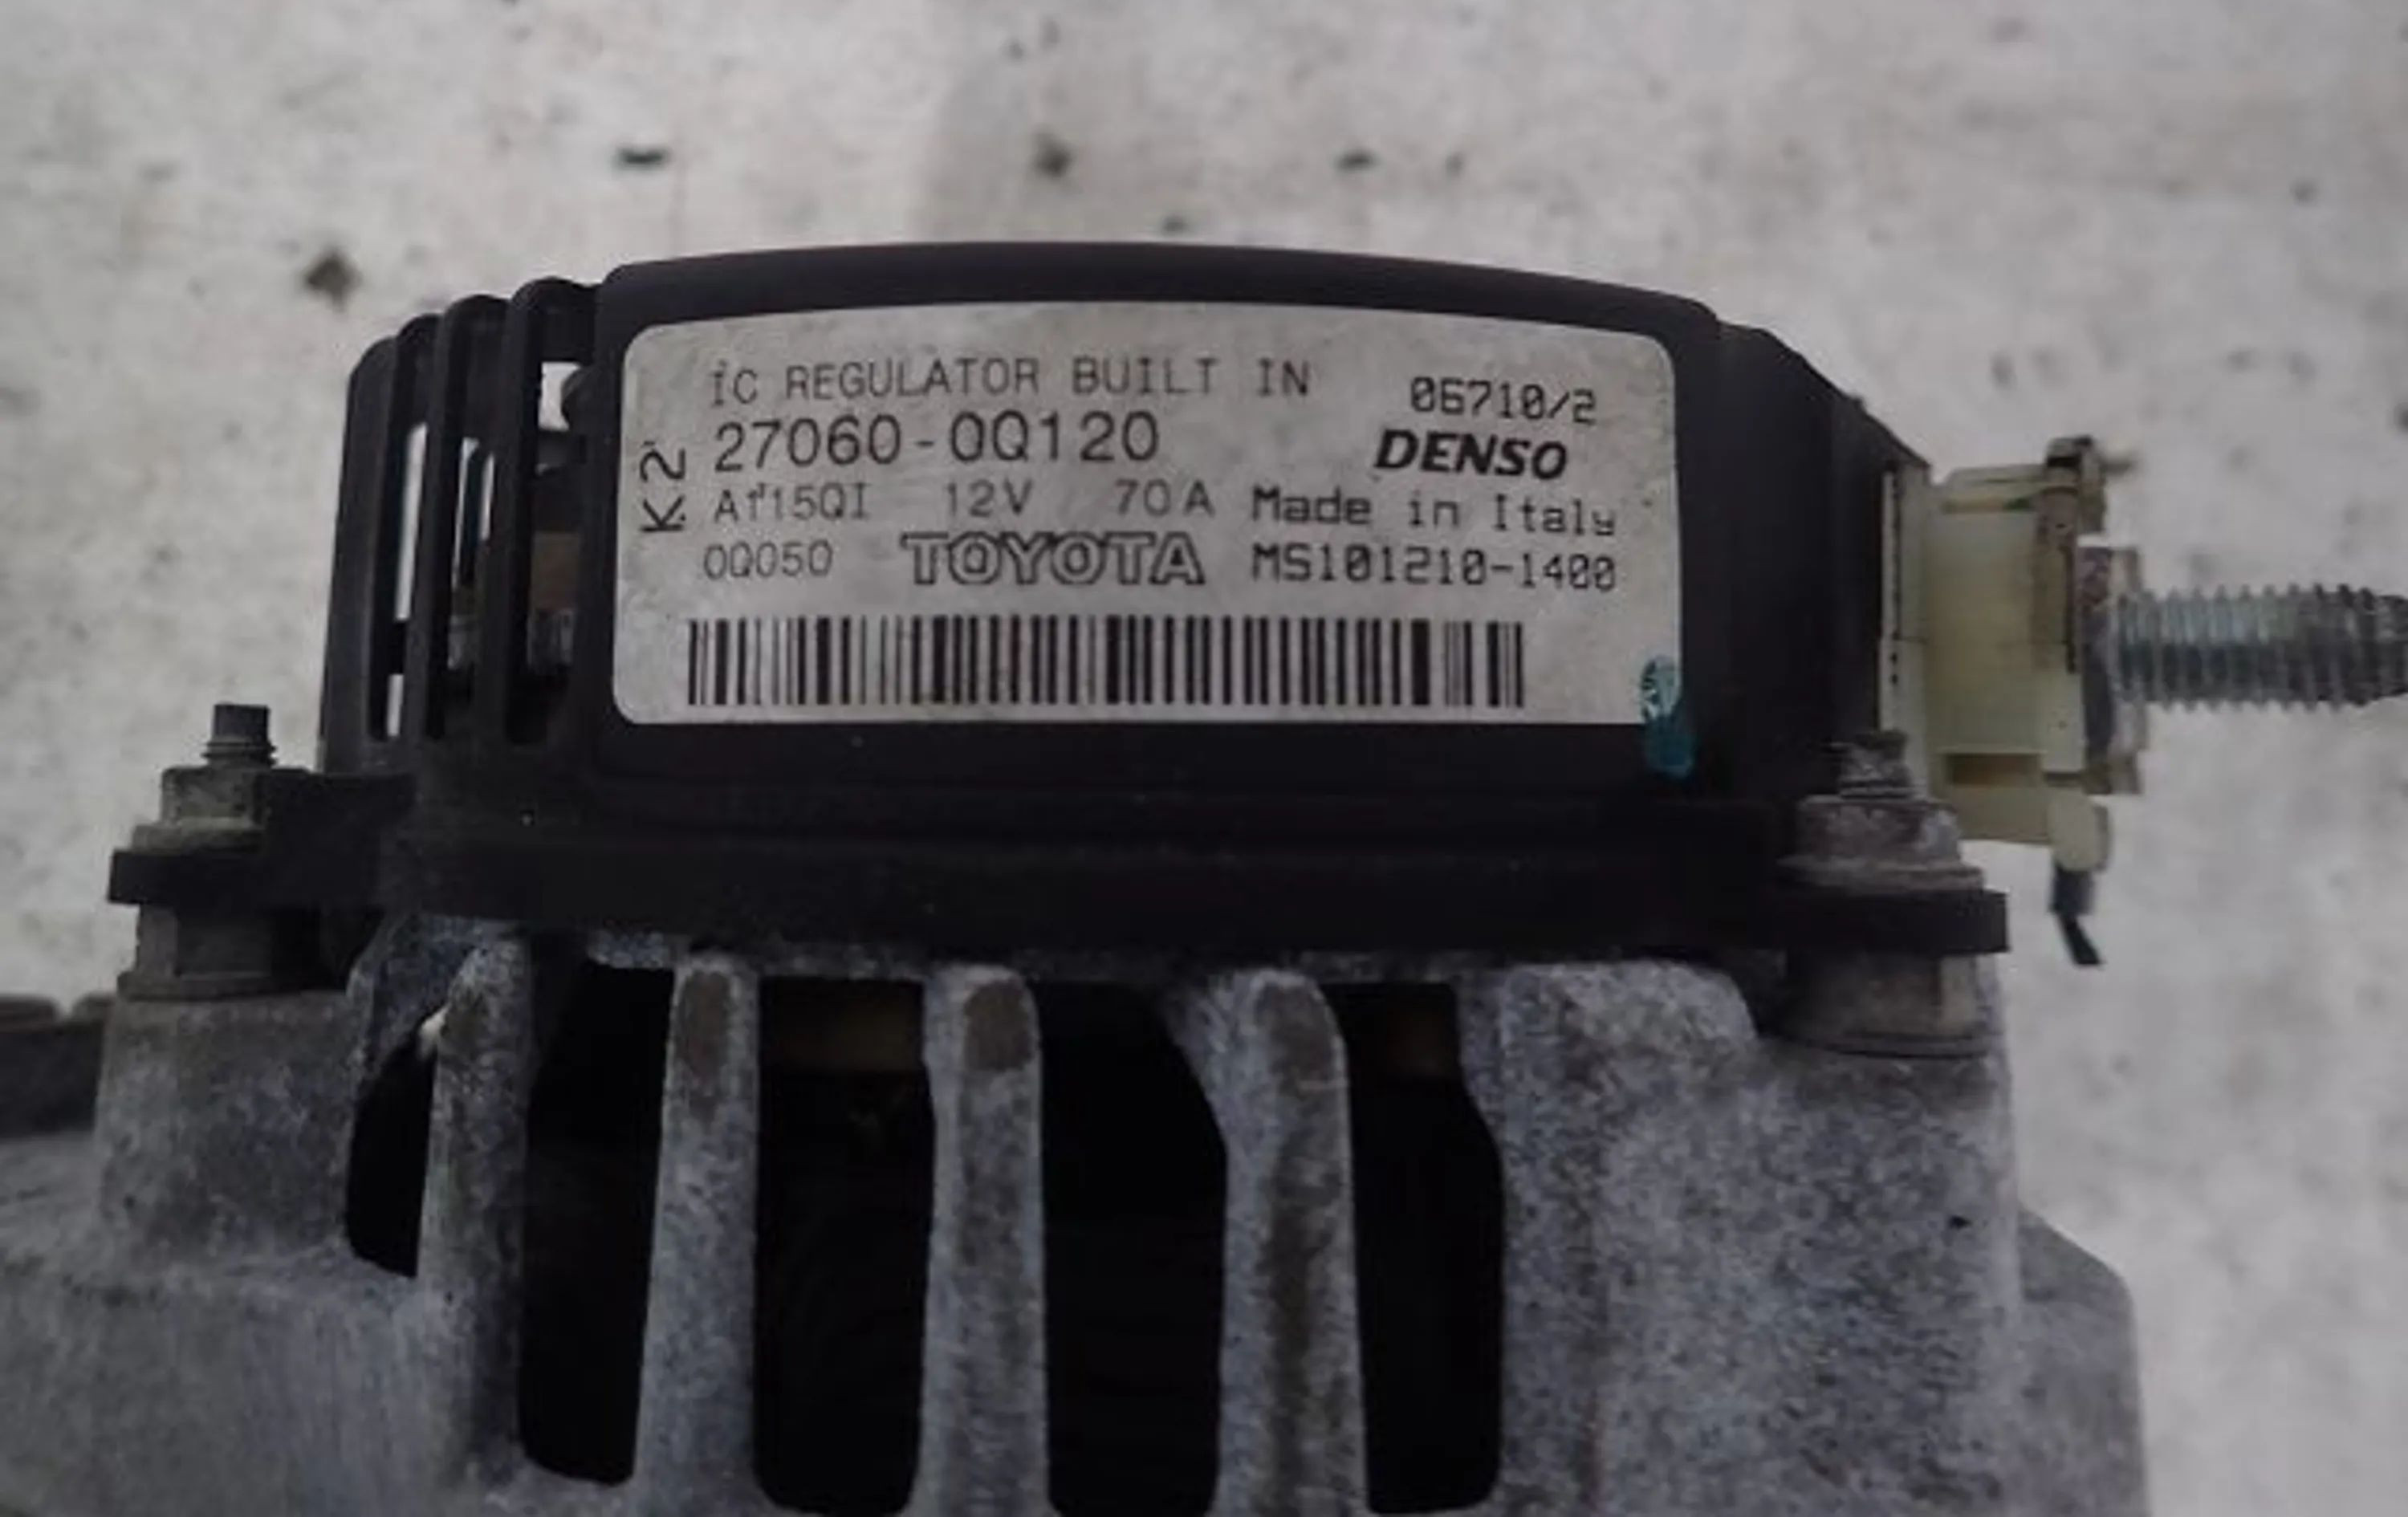 IC REGULATOR BUILT IN 06710/2
K2 27060-0Q120 DENSO
A115QI 12V 70A Made in Italy
0Q050 TOYOTA MS101210-1400